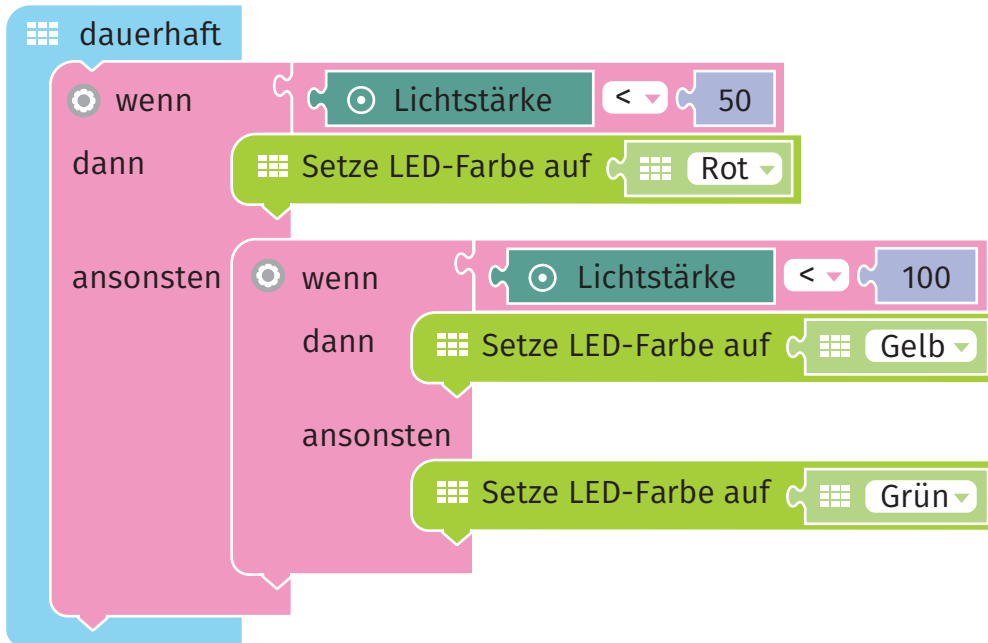 dauerhaft
wenn Lichtstärke < 50
dann Setze LED-Farbe auf Rot
ansonsten wenn Lichtstärke < 100
dann Setze LED-Farbe auf Gelb
ansonsten
Setze LED-Farbe auf Grün